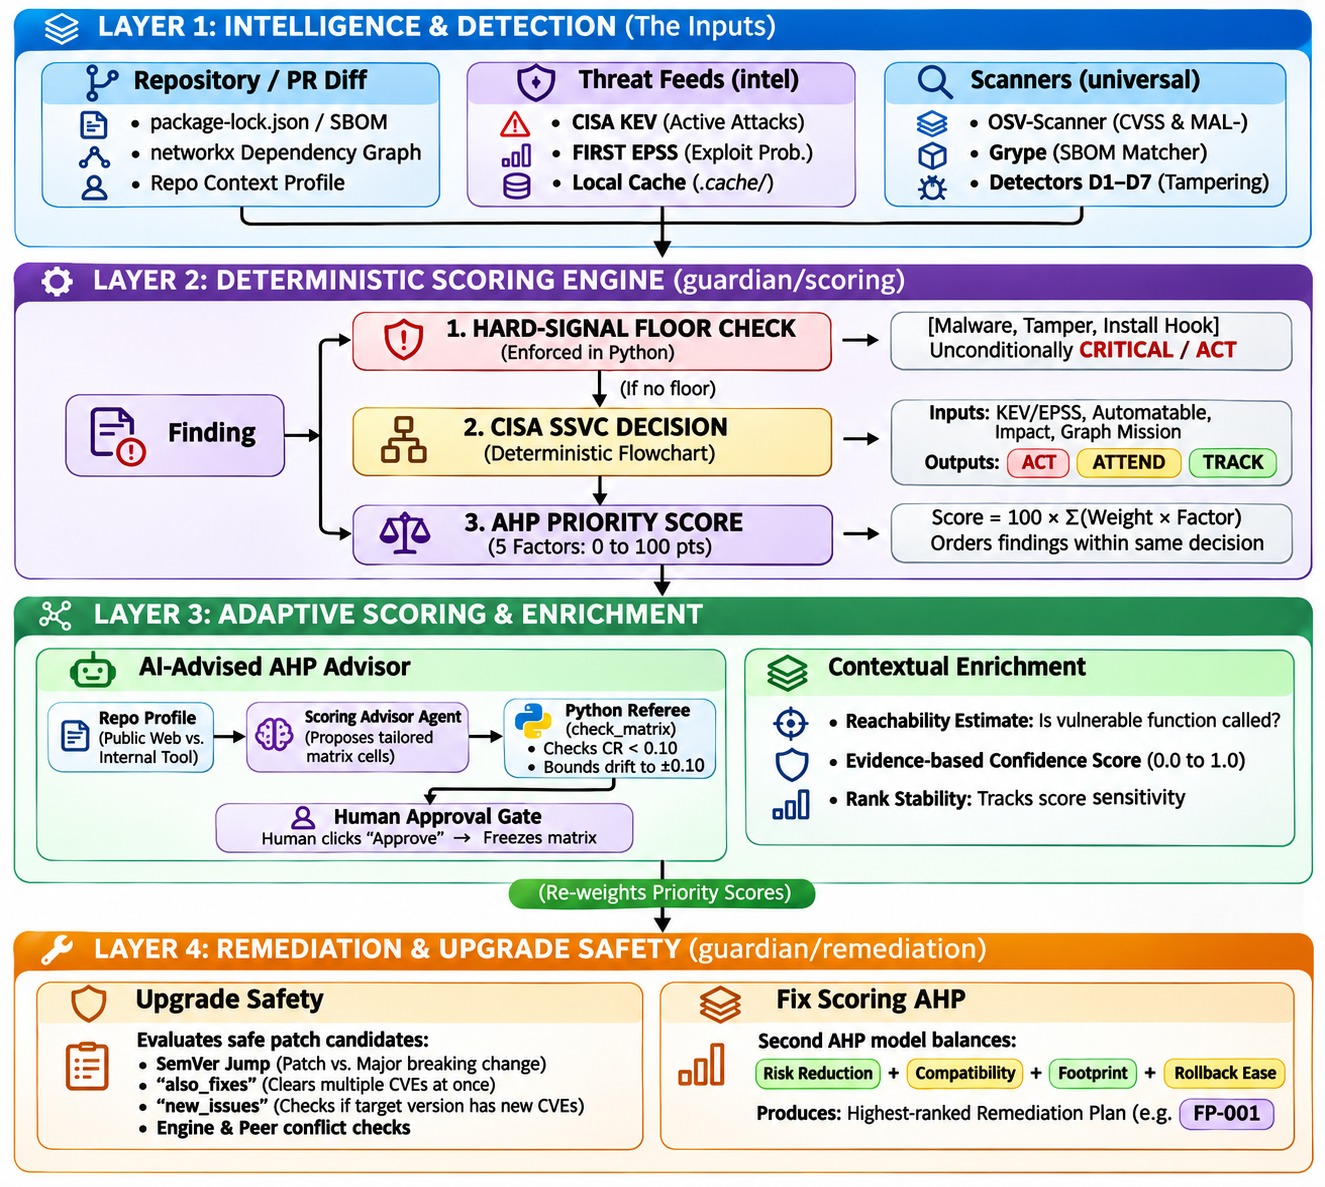 LAYER 1: INTELLIGENCE & DETECTION (The Inputs)
Repository / PR Diff
• package-lock.json / SBOM
• networkx Dependency Graph
• Repo Context Profile
Threat Feeds (intel)
• CISA KEV (Active Attacks)
• FIRST EPSS (Exploit Prob.)
• Local Cache (.cache/)
Scanners (universal)
• OSV-Scanner (CVSS & MAL-)
• Grype (SBOM Matcher)
• Detectors D1–D7 (Tampering)
LAYER 2: DETERMINISTIC SCORING ENGINE (guardian/scoring)
Finding
1. HARD-SIGNAL FLOOR CHECK
(Enforced in Python)
[Malware, Tamper, Install Hook]
Unconditionally CRITICAL / ACT
(If no floor)
2. CISA SSVC DECISION
(Deterministic Flowchart)
Inputs: KEV/EPSS, Automatable,
Impact, Graph Mission
Outputs: ACT ATTEND TRACK
3. AHP PRIORITY SCORE
(5 Factors: 0 to 100 pts)
Score = 100 × Σ(Weight × Factor)
Orders findings within same decision
LAYER 3: ADAPTIVE SCORING & ENRICHMENT
AI-Advised AHP Advisor
Repo Profile
(Public Web vs.
Internal Tool)
Scoring Advisor Agent
(Proposes tailored
matrix cells)
Python Referee
(check_matrix)
• Checks CR < 0.10
• Bounds drift to ±0.10
Human Approval Gate
Human clicks “Approve” → Freezes matrix
Contextual Enrichment
• Reachability Estimate: Is vulnerable function called?
• Evidence-based Confidence Score (0.0 to 1.0)
• Rank Stability: Tracks score sensitivity
(Re-weights Priority Scores)
LAYER 4: REMEDIATION & UPGRADE SAFETY (guardian/remediation)
Upgrade Safety
Evaluates safe patch candidates:
• SemVer Jump (Patch vs. Major breaking change)
• “also_fixes” (Clears multiple CVEs at once)
• “new_issues” (Checks if target version has new CVEs)
• Engine & Peer conflict checks
Fix Scoring AHP
Second AHP model balances:
Risk Reduction + Compatibility + Footprint + Rollback Ease
Produces: Highest-ranked Remediation Plan (e.g. FP-001